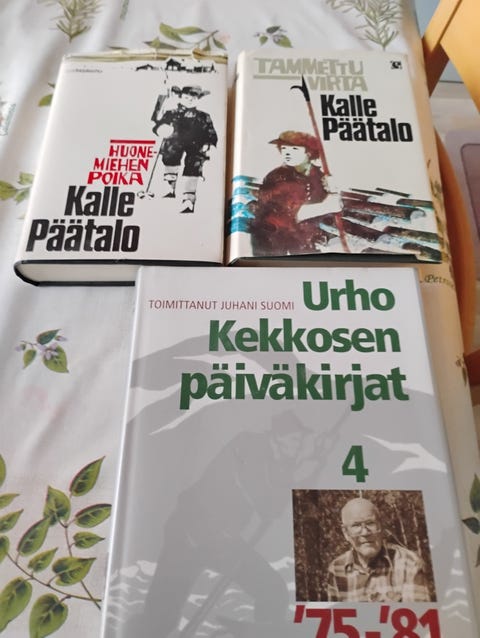 HUONE-
MIEHEN
POIKA
Kalle
Päätalo
TAMMETTU
VIRTA
Kalle
Päätalo
TOIMITTANUT JUHANI SUOMI
Urho
Kekkosen
päiväkirjat
4
'75-'81